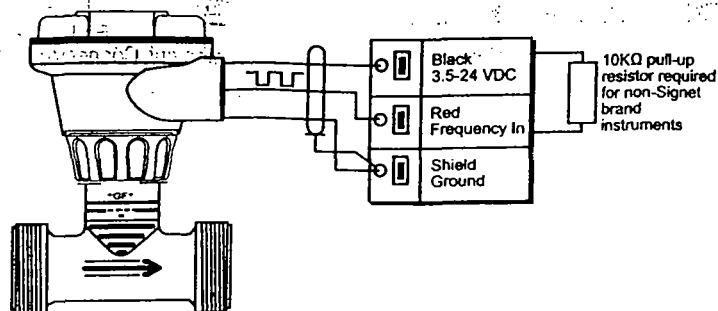 Black
3.5-24 VDC
Red
Frequency In
Shield
Ground
10KΩ pull-up
resistor required
for non-Signet
brand
instruments
+GF+